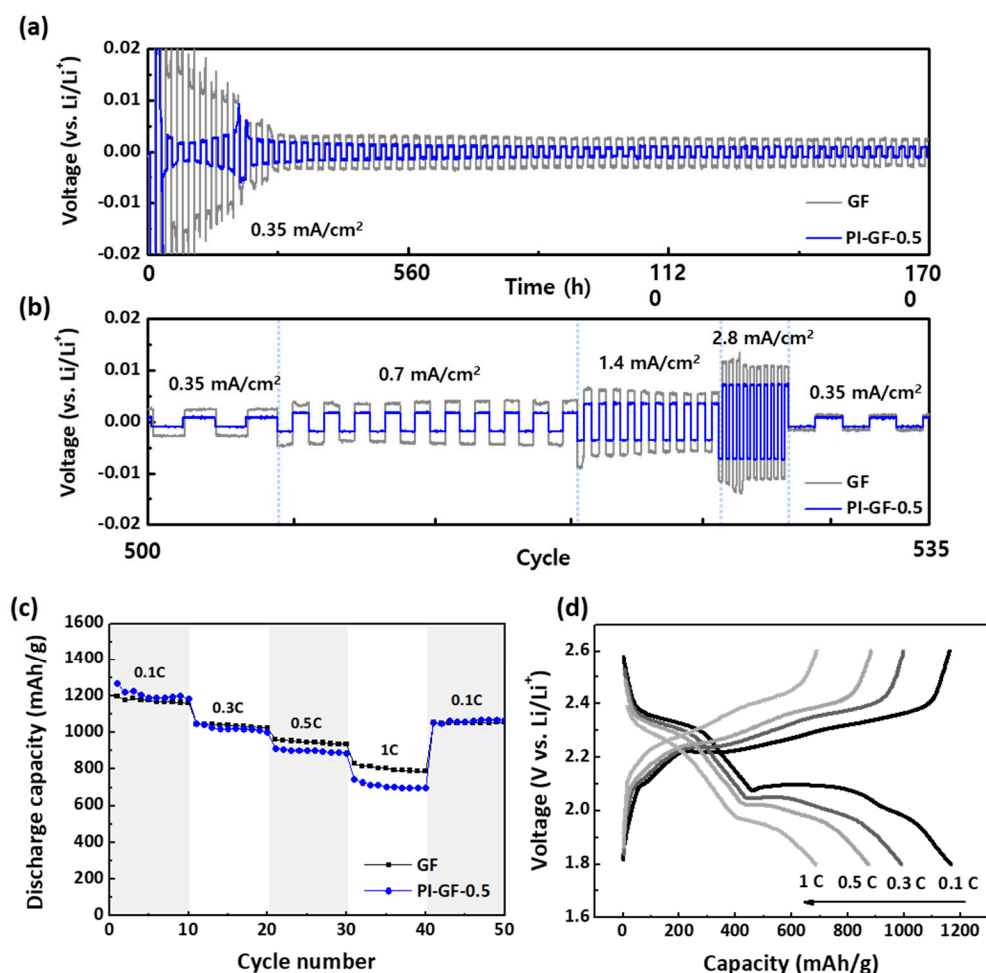 (a)
Voltage (vs. Li/Li+)
0.02
0.01
0.00
-0.01
-0.02
0.35 mA/cm2
GF
PI-GF-0.5
0
560
112
0
170
0
Time (h)
(b)
Voltage (vs. Li/Li+)
0.02
0.01
0.00
-0.01
-0.02
0.35 mA/cm2
0.7 mA/cm2
1.4 mA/cm2
2.8 mA/cm2
0.35 mA/cm2
GF
PI-GF-0.5
500
535
Cycle
(c)
Discharge capacity (mAh/g)
1600
1400
1200
1000
800
600
400
200
0
0.1C
0.3C
0.5C
1C
0.1C
GF
PI-GF-0.5
0 10 20 30 40 50
Cycle number
(d)
Voltage (V vs. Li/Li+)
2.6
2.4
2.2
2.0
1.8
1.6
1 C 0.5 C 0.3 C 0.1 C
0 200 400 600 800 1000 1200
Capacity (mAh/g)